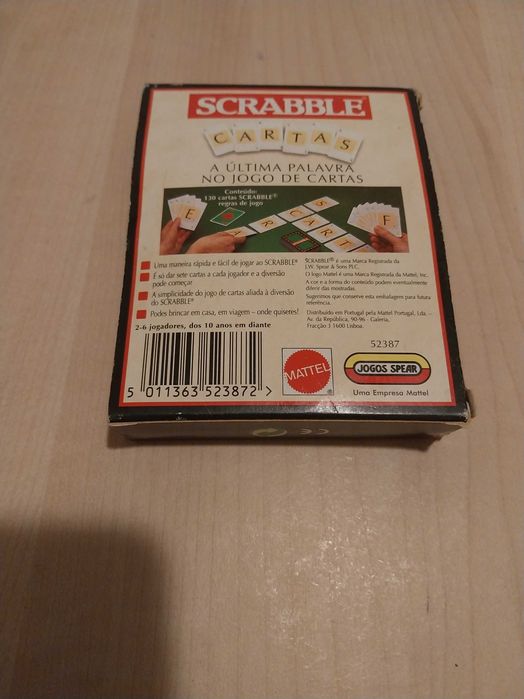 SCRABBLE
CARTAS
A ÚLTIMA PALAVRA
NO JOGO DE CARTAS
Conteúdo:
130 cartas SCRABBLE®
regras de jogo
E
F
S
C A R T
R
A
Uma maneira rápida e fácil de jogar ao SCRABBLE®
É só dar sete cartas a cada jogador e a diversão
pode começar
A simplicidade do jogo de cartas aliada à diversão
do SCRABBLE®
Podes brincar em casa, em viagem – onde quiseres!
2-6 jogadores, dos 10 anos em diante
SCRABBLE® é uma Marca Registrada da
J.W. Spear & Sons PLC.
O logo Mattel é uma Marca Registrada da Mattel, Inc.
A cor e a forma do conteúdo podem eventualmente
diferir das mostradas.
Sugerimos que conserve esta embalagem para futura
referência.
Distribuido em Portugal pela Mattel Portugal, Lda. –
Av. da República, 90-96 - Galeria,
Fracção 3 1600 Lisboa.
52387
5 011363 523872 >
MATTEL
®
JOGOS SPEAR
Uma Empresa Mattel
CE